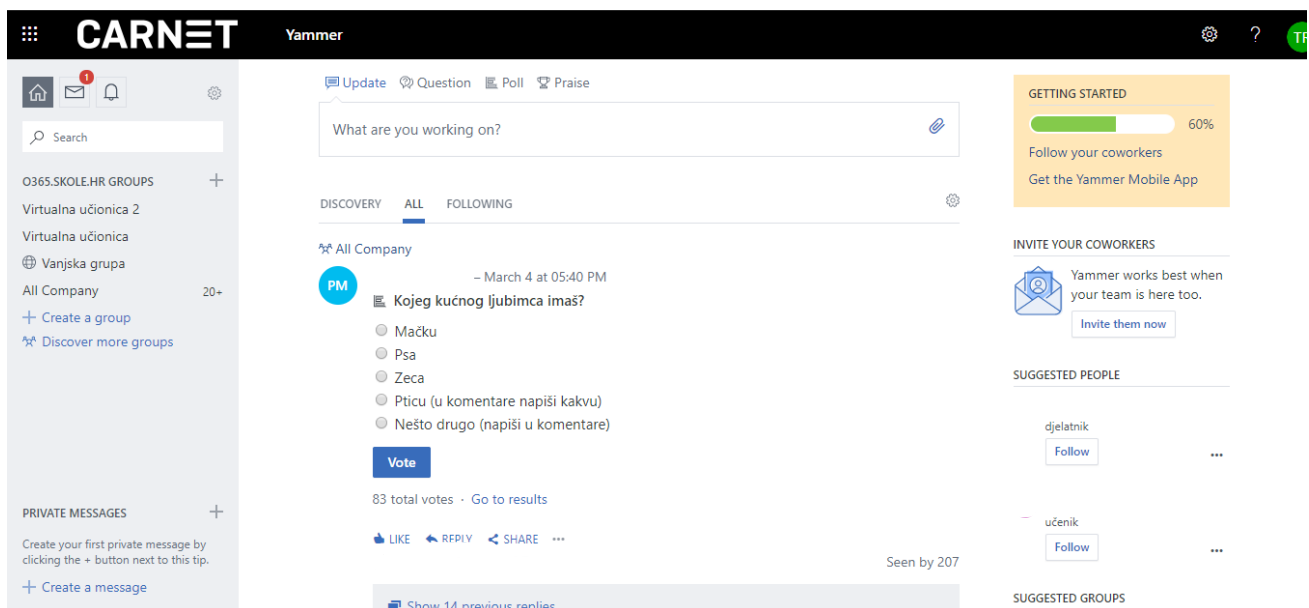 CARNET Yammer ? TR
1
Search
O365.SKOLE.HR GROUPS
Virtualna učionica 2
Virtualna učionica
Vanjska grupa
All Company 20+
Create a group
Discover more groups
PRIVATE MESSAGES
Create your first private message by
clicking the + button next to this tip.
Create a message
Update Question Poll Praise
What are you working on?
DISCOVERY ALL FOLLOWING
All Company
PM
– March 4 at 05:40 PM
Kojeg kućnog ljubimca imaš?
Mačku
Psa
Zeca
Pticu (u komentare napiši kakvu)
Nešto drugo (napiši u komentare)
Vote
83 total votes · Go to results
LIKE REPLY SHARE •••
Seen by 207
Show 14 previous replies
GETTING STARTED
60%
Follow your coworkers
Get the Yammer Mobile App
INVITE YOUR COWORKERS
Yammer works best when
your team is here too.
Invite them now
SUGGESTED PEOPLE
djelatnik
Follow •••
učenik
Follow •••
SUGGESTED GROUPS